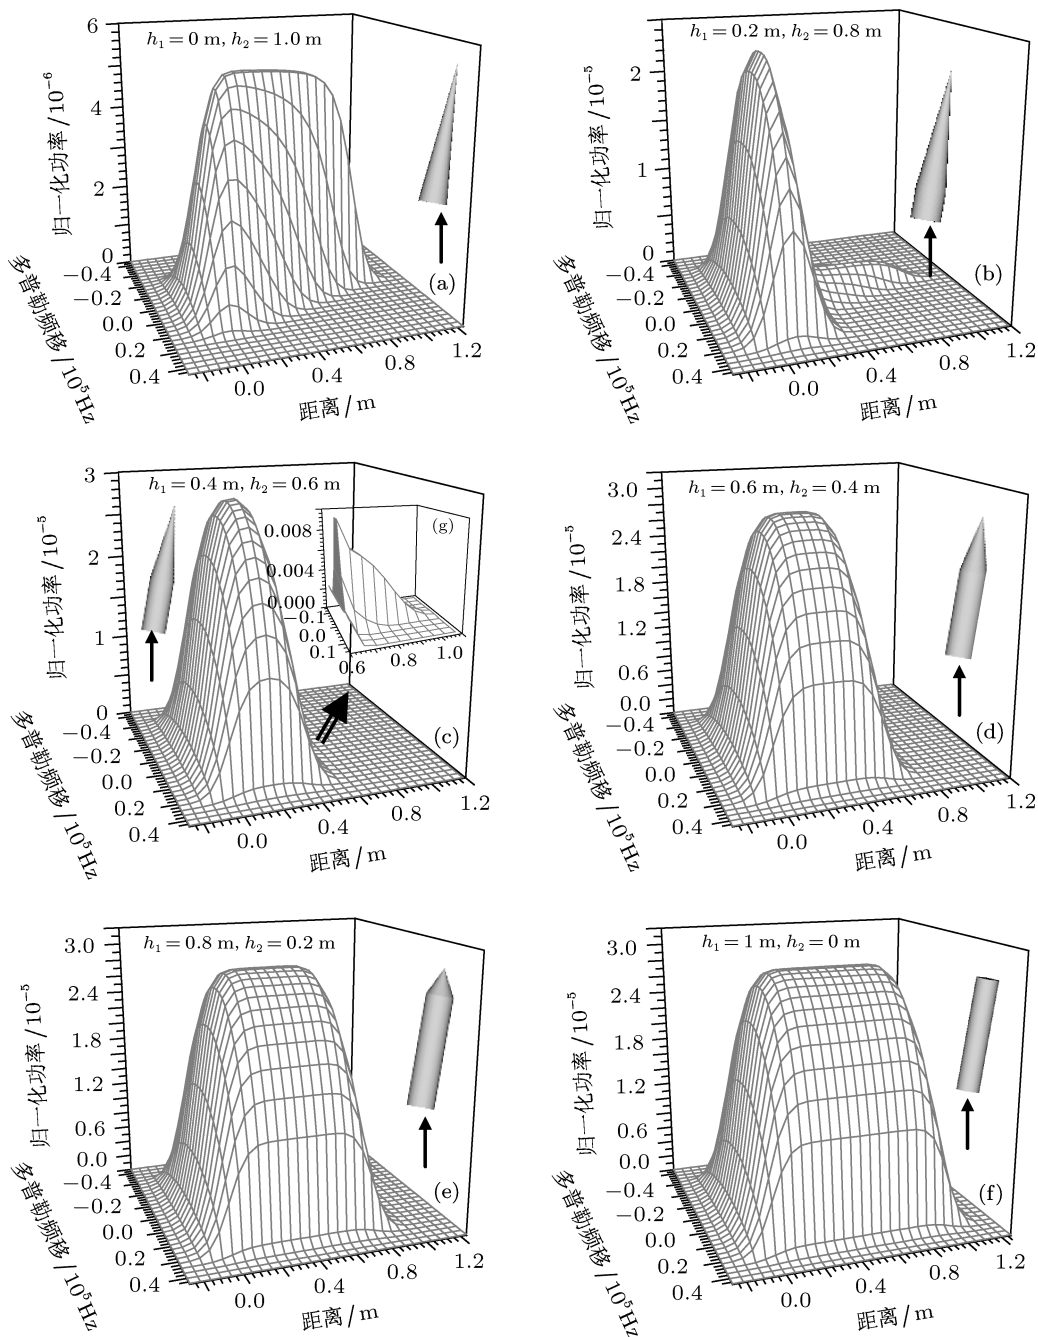 h₁ = 0 m, h₂ = 1.0 m
归一化功率/10⁻⁶
6
4
2
0
−0.4
−0.2
0.0
0.2
0.4
多普勒频移/10⁵Hz
0.0
0.4
0.8
1.2
距离/m
(a)
h₁ = 0.2 m, h₂ = 0.8 m
归一化功率/10⁻⁵
2
1
0
−0.4
−0.2
0.0
0.2
0.4
多普勒频移/10⁵Hz
0.0
0.4
0.8
1.2
距离/m
(b)
h₁ = 0.4 m, h₂ = 0.6 m
归一化功率/10⁻⁵
3
2
1
0
−0.4
−0.2
0.0
0.2
0.4
多普勒频移/10⁵Hz
0.0
0.4
0.8
1.2
距离/m
(g)
0.008
0.004
0.000
−0.1
0.0
0.1
0.6
0.8
1.0
(c)
h₁ = 0.6 m, h₂ = 0.4 m
归一化功率/10⁻⁵
3.0
2.4
1.8
1.2
0.6
0.0
−0.4
−0.2
0.0
0.2
0.4
多普勒频移/10⁵Hz
0.0
0.4
0.8
1.2
距离/m
(d)
h₁ = 0.8 m, h₂ = 0.2 m
归一化功率/10⁻⁵
3.0
2.4
1.8
1.2
0.6
0.0
−0.4
−0.2
0.0
0.2
0.4
多普勒频移/10⁵Hz
0.0
0.4
0.8
1.2
距离/m
(e)
h₁ = 1 m, h₂ = 0 m
归一化功率/10⁻⁵
3.0
2.4
1.8
1.2
0.6
0.0
−0.4
−0.2
0.0
0.2
0.4
多普勒频移/10⁵Hz
0.0
0.4
0.8
1.2
距离/m
(f)